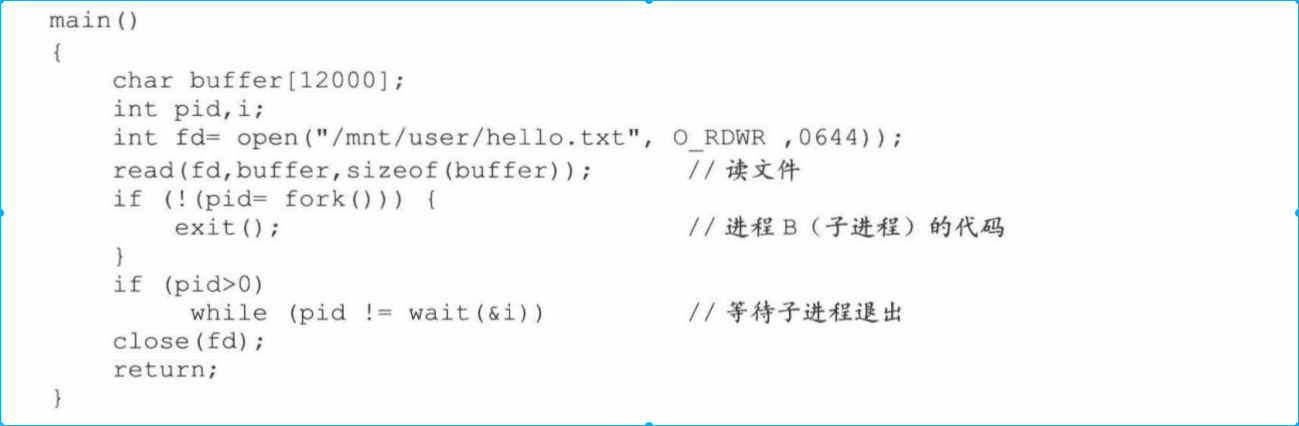 main()
{
char buffer[12000];
int pid,i;
int fd= open("/mnt/user/hello.txt", O_RDWR ,0644));
read(fd,buffer,sizeof(buffer)); //读文件
if (!(pid= fork())) {
exit(); //进程B（子进程）的代码
}
if (pid>0)
while (pid != wait(&i)) //等待子进程退出
close(fd);
return;
}